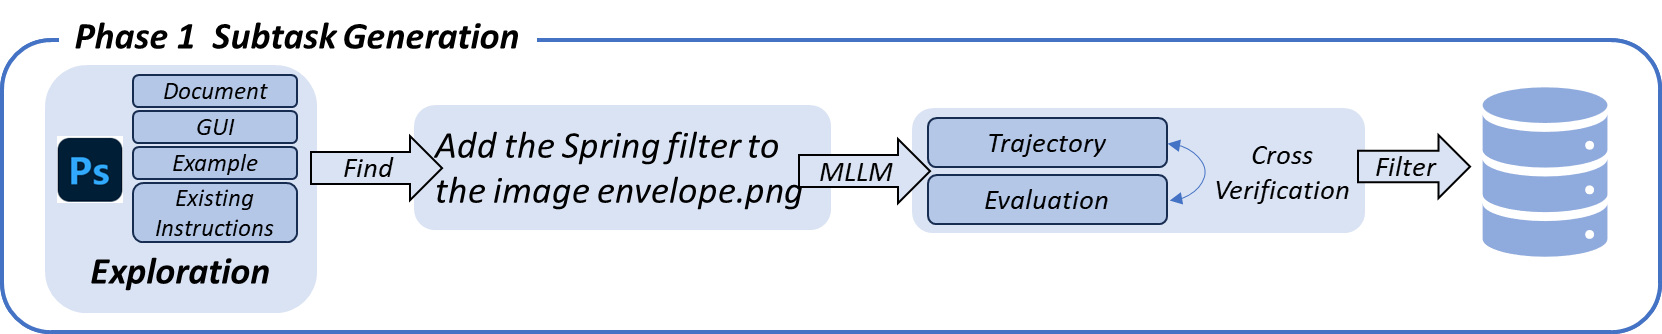 Phase 1 Subtask Generation
Document
GUI
Ps
Example
Existing
Instructions
Exploration
Find
Add the Spring filter to
the image envelope.png
MLLM
Trajectory
Evaluation
Cross
Verification
Filter